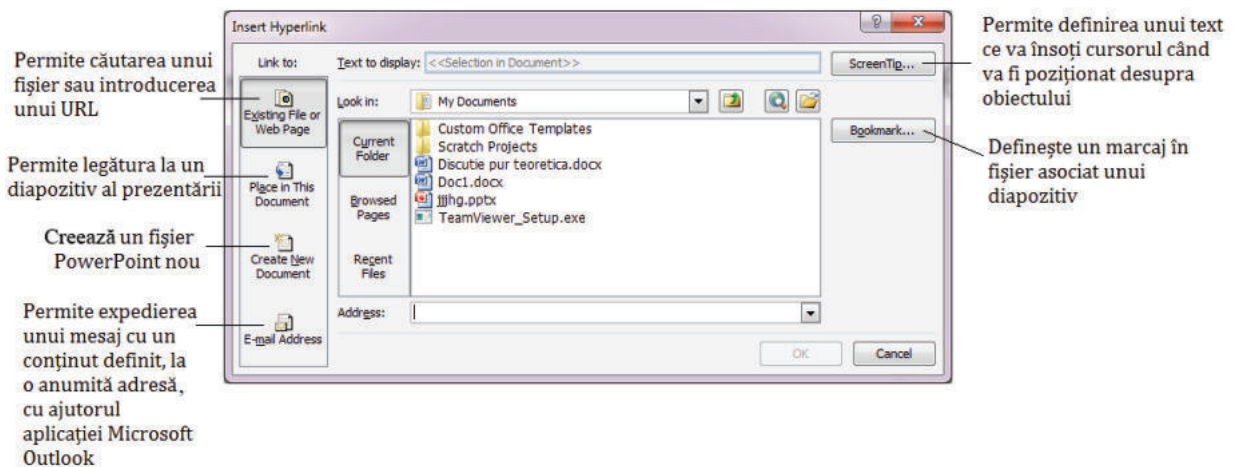 Permite căutarea unui
fișier sau introducerea
unui URL
Permite legătura la un
diapozitiv al prezentării
Creează un fișier
PowerPoint nou
Permite expedierea
unui mesaj cu un
conținut definit, la
o anumită adresă,
cu ajutorul
aplicației Microsoft
Outlook
Insert Hyperlink
Link to:
Text to display: <<Selection in Document>>
ScreenTip...
Existing File or
Web Page
Look in:
My Documents
Bookmark...
Current
Folder
Custom Office Templates
Scratch Projects
Discutie pur teoretica.docx
Doc1.docx
jjjhg.pptx
TeamViewer_Setup.exe
Place in This
Document
Browsed
Pages
Create New
Document
Recent
Files
E-mail Address
Address:
OK
Cancel
Permite definirea unui text
ce va însoți cursorul când
va fi poziționat desupra
obiectului
Definește un marcaj în
fișier asociat unui
diapozitiv